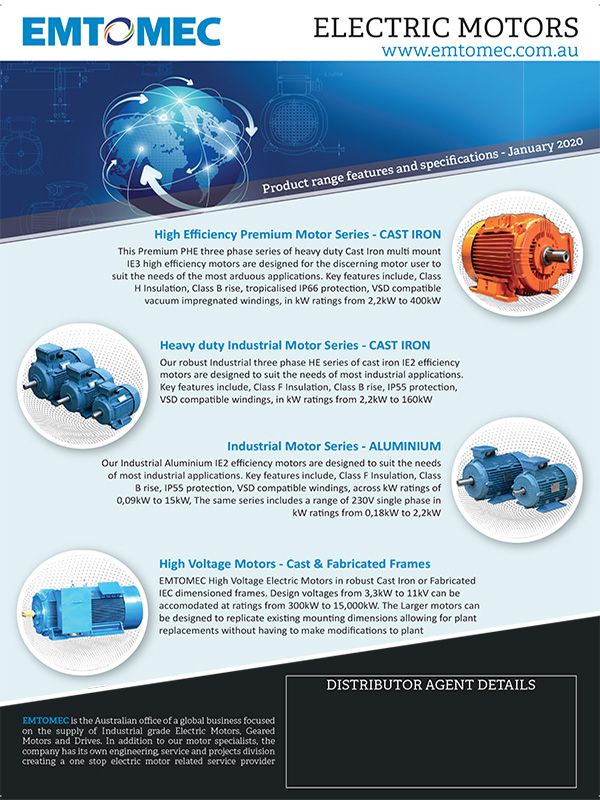 EMTOMEC
ELECTRIC MOTORS
www.emtomec.com.au
Product range features and specifications - January 2020
High Efficiency Premium Motor Series - CAST IRON
This Premium PHE three phase series of heavy duty Cast Iron multi mount
IE3 high efficiency motors are designed for the discerning motor user to
suit the needs of the most arduous applications. Key features include, Class
H Insulation, Class B rise, tropicalised IP66 protection, VSD compatible
vacuum impregnated windings, in kW ratings from 2,2kW to 400kW
Heavy duty Industrial Motor Series - CAST IRON
Our robust Industrial three phase HE series of cast iron IE2 efficiency
motors are designed to suit the needs of most industrial applications.
Key features include, Class F Insulation, Class B rise, IP55 protection,
VSD compatible windings, in kW ratings from 2,2kW to 160kW
Industrial Motor Series - ALUMINIUM
Our Industrial Aluminium IE2 efficiency motors are designed to suit the needs
of most industrial applications. Key features include, Class F Insulation, Class
B rise, IP55 protection, VSD compatible windings, across kW ratings of
0,09kW to 15kW, The same series includes a range of 230V single phase in
kW ratings from 0,18kW to 2,2kW
High Voltage Motors - Cast & Fabricated Frames
EMTOMEC High Voltage Electric Motors in robust Cast Iron or Fabricated
IEC dimensioned frames. Design voltages from 3,3kW to 11kV can be
accomodated at ratings from 300kW to 15,000kW. The Larger motors can
be designed to replicate existing mounting dimensions allowing for plant
replacements without having to make modifications to plant
DISTRIBUTOR AGENT DETAILS
EMTOMEC is the Australian office of a global business focused
on the supply of Industrial grade Electric Motors, Geared
Motors and Drives. In addition to our motor specialists, the
company has its own engineering, service and projects division
creating a one stop electric motor related service provider